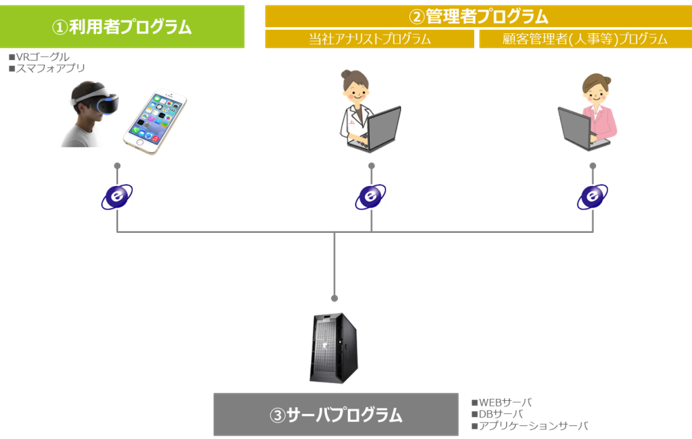 ①利用者プログラム
②管理者プログラム
当社アナリストプログラム
顧客管理者(人事等)プログラム
■VRゴーグル
■スマフォアプリ
③サーバプログラム
■WEBサーバ
■DBサーバ
■アプリケーションサーバ